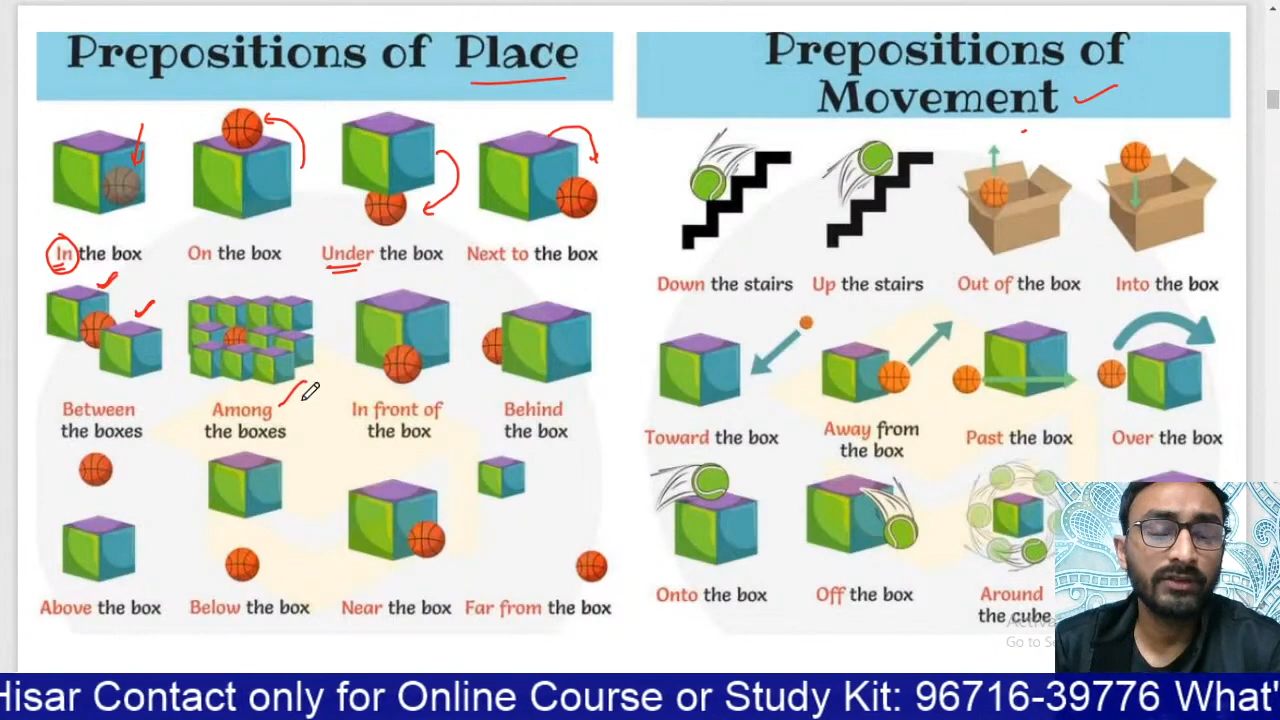 Prepositions of Place
In the box
On the box
Under the box
Next to the box
Between
the boxes
Among
the boxes
In front of
the box
Behind
the box
Above the box
Below the box
Near the box
Far from the box
Prepositions of
Movement
Down the stairs
Up the stairs
Out of the box
Into the box
Toward the box
Away from
the box
Past the box
Over the box
Onto the box
Off the box
Around
the cube
Go to
Hisar Contact only for Online Course or Study Kit: 96716-39776 What'